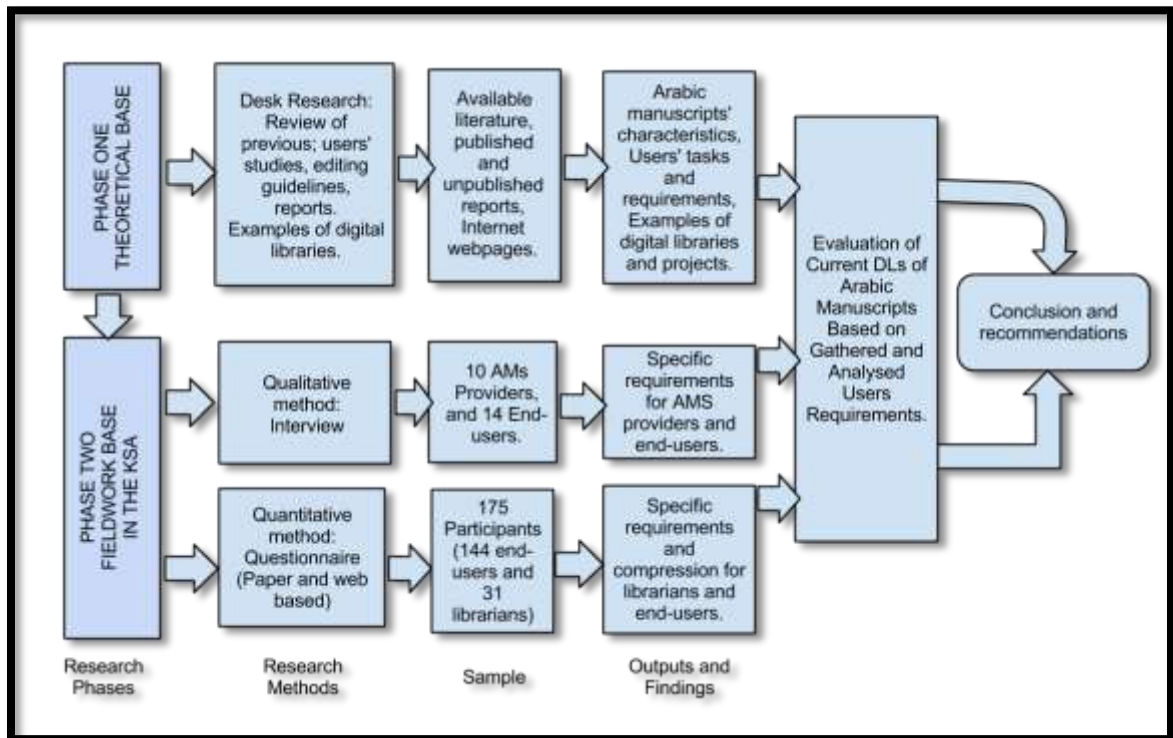 PHASE ONE
THEORETICAL BASE
Desk Research:
Review of
previous; users'
studies, editing
guidelines,
reports.
Examples of digital
libraries.
Available
literature,
published
and
unpublished
reports,
Internet
webpages.
Arabic
manuscripts'
characteristics,
Users' tasks
and
requirements,
Examples of
digital libraries
and projects.
Evaluation of
Current DLs of
Arabic
Manuscripts
Based on
Gathered and
Analysed
Users
Requirements.
Conclusion and
recommendations
PHASE TWO
FIELDWORK BASE
IN THE KSA
Qualitative
method:
Interview
10 AMs
Providers,
and 14 End-
users.
Specific
requirements
for AMS
providers and
end-users.
Quantitative
method:
Questionnaire
(Paper and web
based)
175
Participants
(144 end-
users and
31
librarians)
Specific
requirements
and
compression for
librarians and
end-users.
Research
Phases
Research
Methods
Sample
Outputs and
Findings